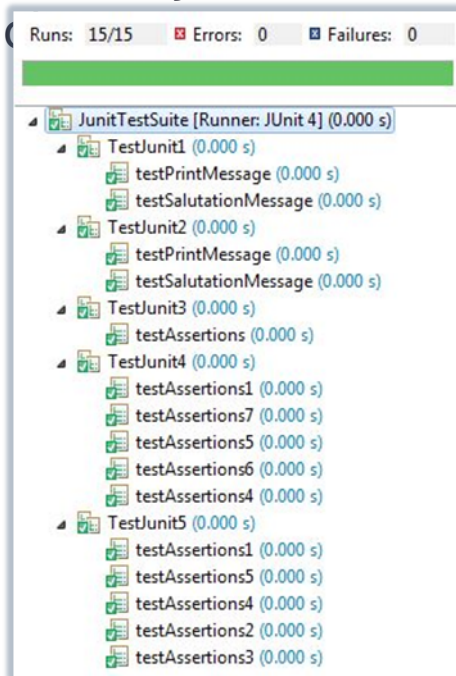 Runs: 15/15 Errors: 0 Failures: 0
JunitTestSuite [Runner: JUnit 4] (0.000 s)
TestJunit1 (0.000 s)
testPrintMessage (0.000 s)
testSalutationMessage (0.000 s)
TestJunit2 (0.000 s)
testPrintMessage (0.000 s)
testSalutationMessage (0.000 s)
TestJunit3 (0.000 s)
testAssertions (0.000 s)
TestJunit4 (0.000 s)
testAssertions1 (0.000 s)
testAssertions7 (0.000 s)
testAssertions5 (0.000 s)
testAssertions6 (0.000 s)
testAssertions4 (0.000 s)
TestJunit5 (0.000 s)
testAssertions1 (0.000 s)
testAssertions5 (0.000 s)
testAssertions4 (0.000 s)
testAssertions2 (0.000 s)
testAssertions3 (0.000 s)